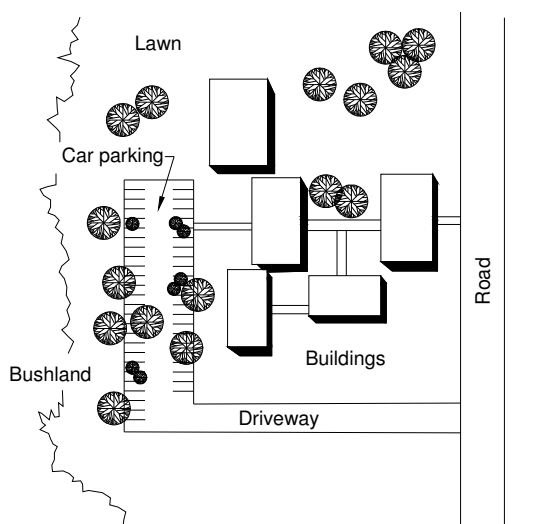 Lawn
Car parking
Road
Buildings
Bushland
Driveway